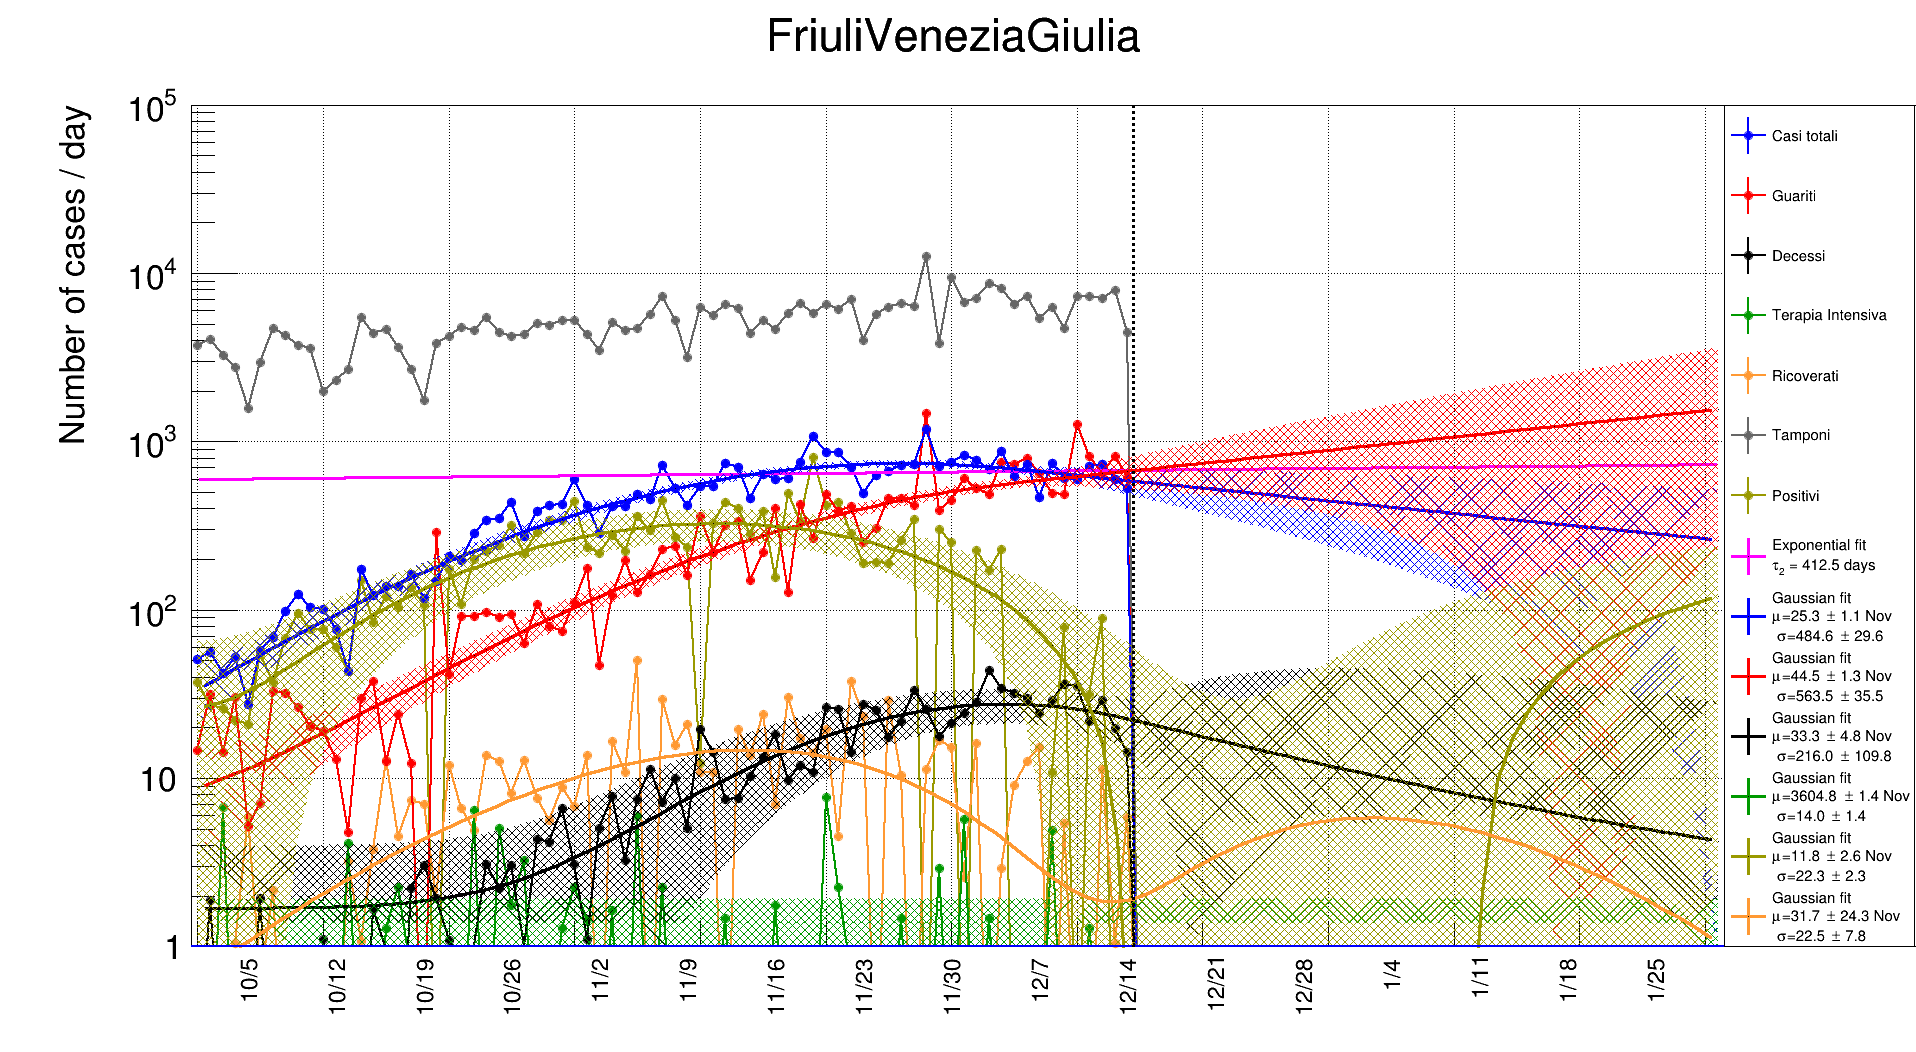 FriuliVeneziaGiulia
Number of cases / day
10^5
10^4
10^3
10^2
10
1
10/5
10/12
10/19
10/26
11/2
11/9
11/16
11/23
11/30
12/7
12/14
12/21
12/28
1/4
1/11
1/18
1/25
Casi totali
Guariti
Decessi
Terapia Intensiva
Ricoverati
Tamponi
Positivi
Exponential fit
τ₂ = 412.5 days
Gaussian fit
μ=25.3 ± 1.1 Nov
σ=484.6 ± 29.6
Gaussian fit
μ=44.5 ± 1.3 Nov
σ=563.5 ± 35.5
Gaussian fit
μ=33.3 ± 4.8 Nov
σ=216.0 ± 109.8
Gaussian fit
μ=3604.8 ± 1.4 Nov
σ=14.0 ± 1.4
Gaussian fit
μ=11.8 ± 2.6 Nov
σ=22.3 ± 2.3
Gaussian fit
μ=31.7 ± 24.3 Nov
σ=22.5 ± 7.8